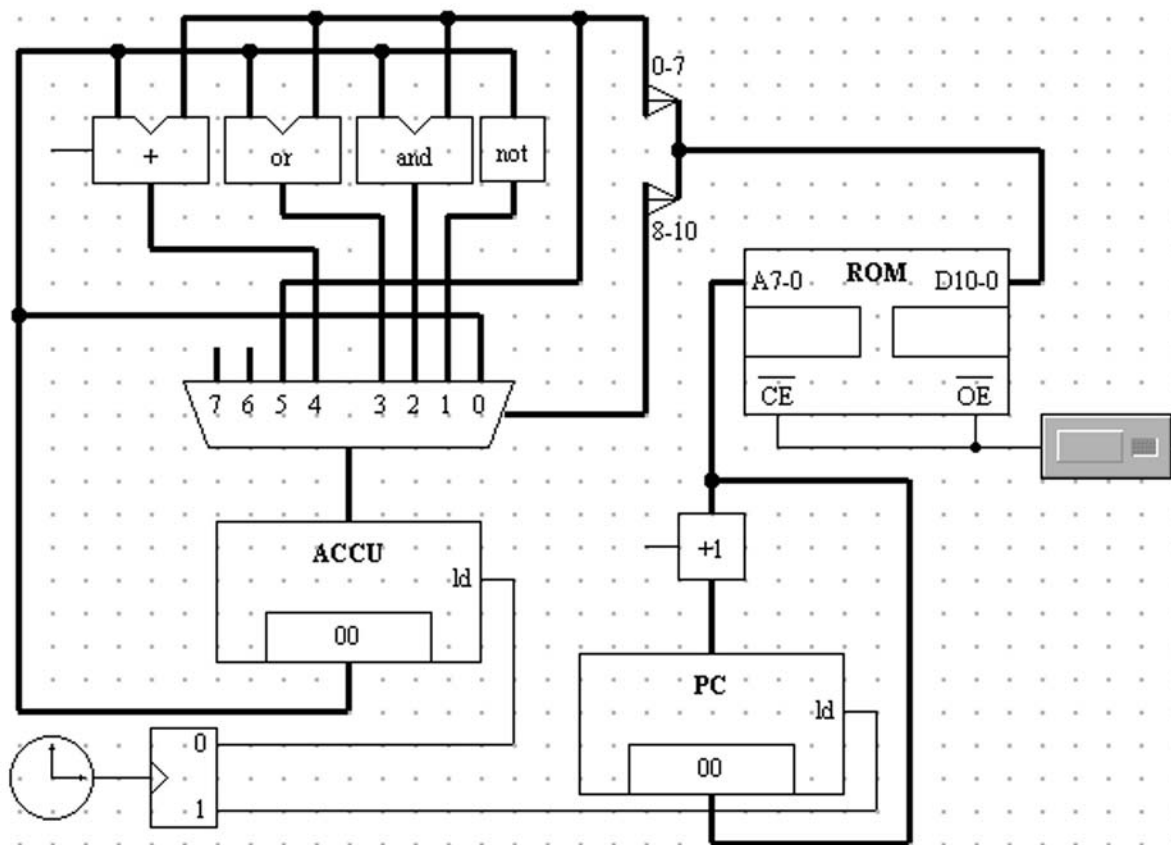 0-7
+ or and not
8-10
A7-0 ROM D10-0
CE OE
7 6 5 4 3 2 1 0
ACCU
ld
00
+1
PC
ld
00
0
1